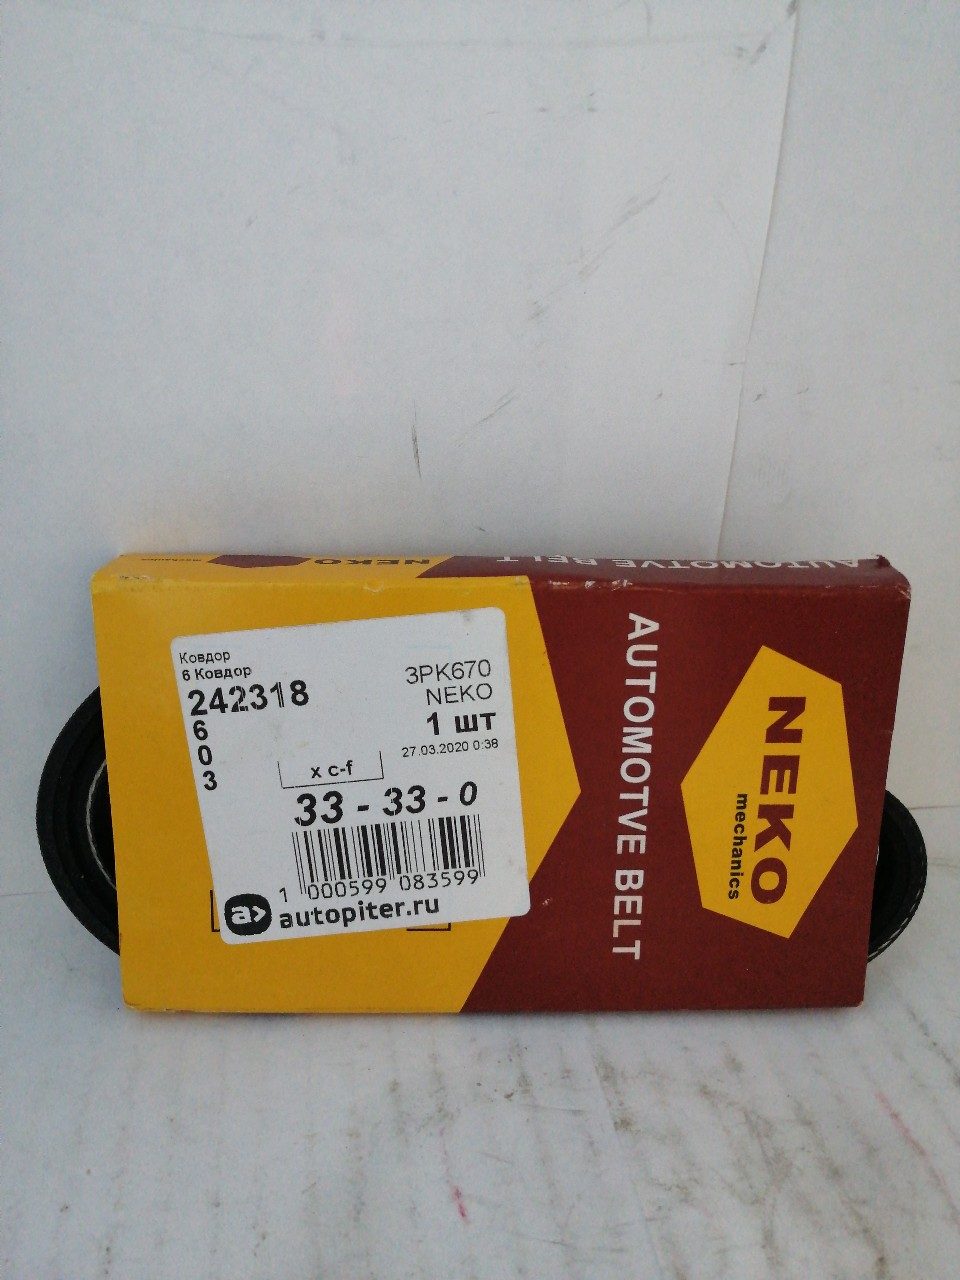 mechanics
NEKO
AUTOMOTVE BELT
Ковдор
6 Ковдор
242318
6
0
3
3PK670
NEKO
1 шт
27.03.2020 0:38
x c-f
33 - 33 - 0
1 000599 083599
a>
autopiter.ru
AUTOMOTVE BELT
NEKO
mechanics